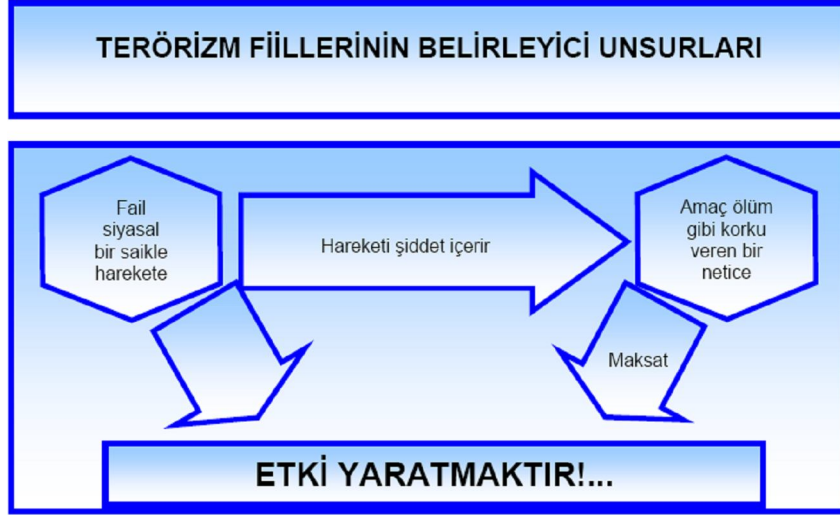 TERÖRİZM FİİLLERİNİN BELİRLEYİCİ UNSURLARI
Fail
siyasal
bir saikle
harekete
Hareketi şiddet içerir
Amaç ölüm
gibi korku
veren bir
netice
Maksat
ETKİ YARATMAKTIR!...